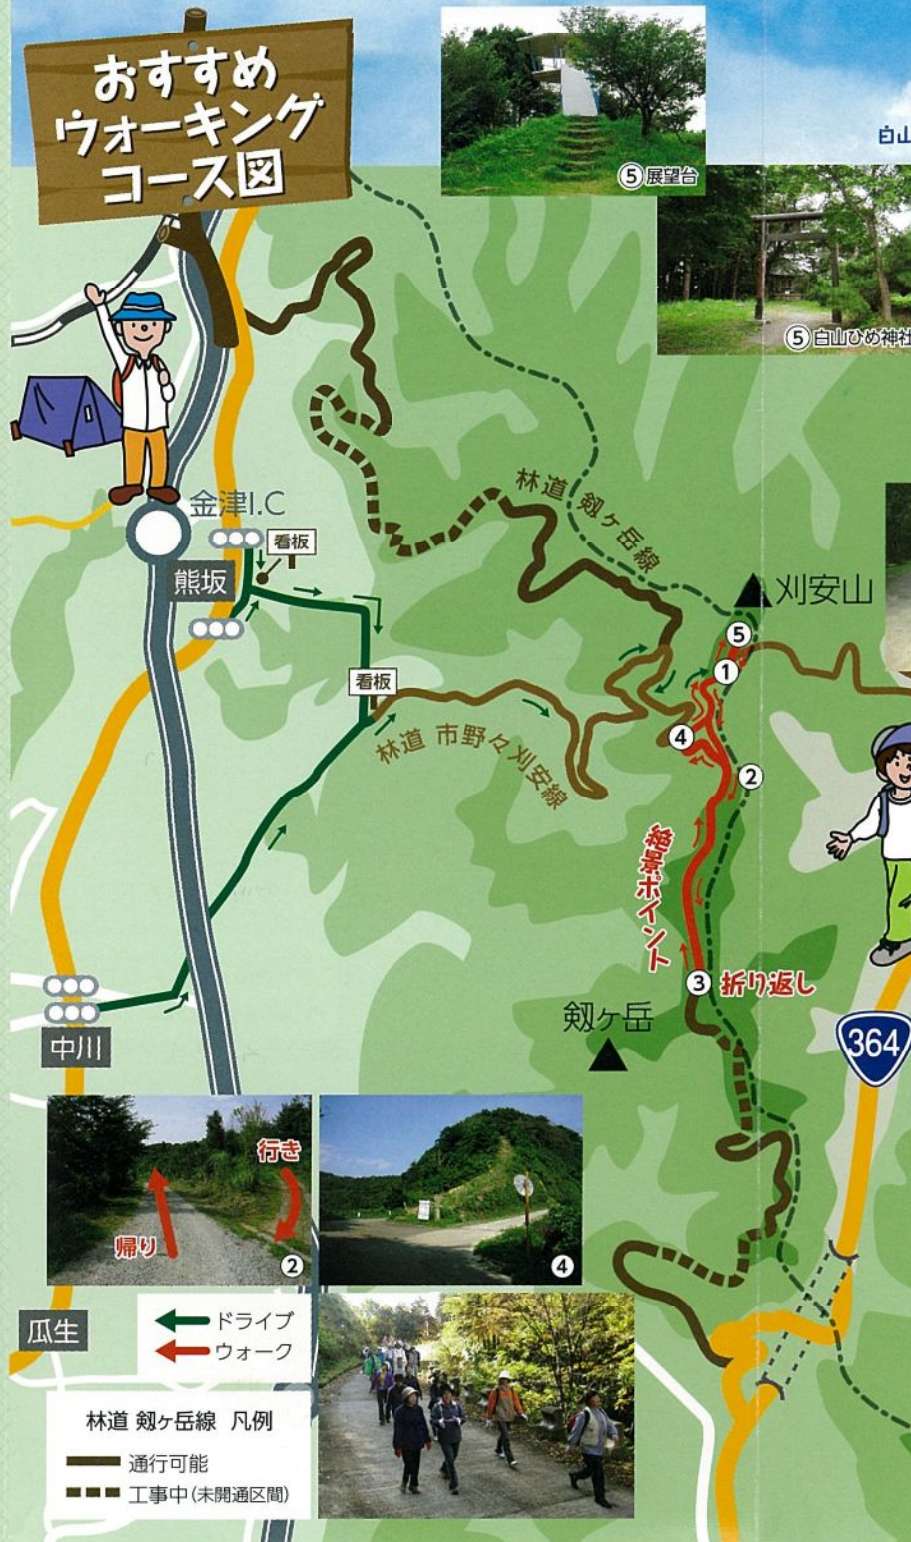 おすすめ
ウォーキング
コース図
⑤展望台
白山
⑤白山ひめ神社
金津I.C
看板
熊坂
林道 剱ヶ岳線
刈安山
⑤
①
看板
林道 市野々刈安線
④
②
絶景ポイント
③ 折り返し
剱ヶ岳
364
中川
行き
帰り
②
④
瓜生
ドライブ
ウォーク
林道 剱ヶ岳線 凡例
通行可能
工事中(未開通区間)